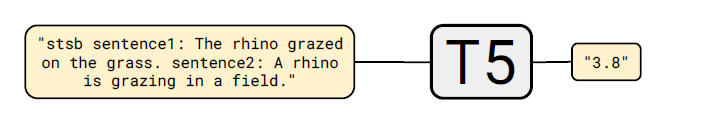 "stsb sentence1: The rhino grazed
on the grass. sentence2: A rhino
is grazing in a field."
T5
"3.8"